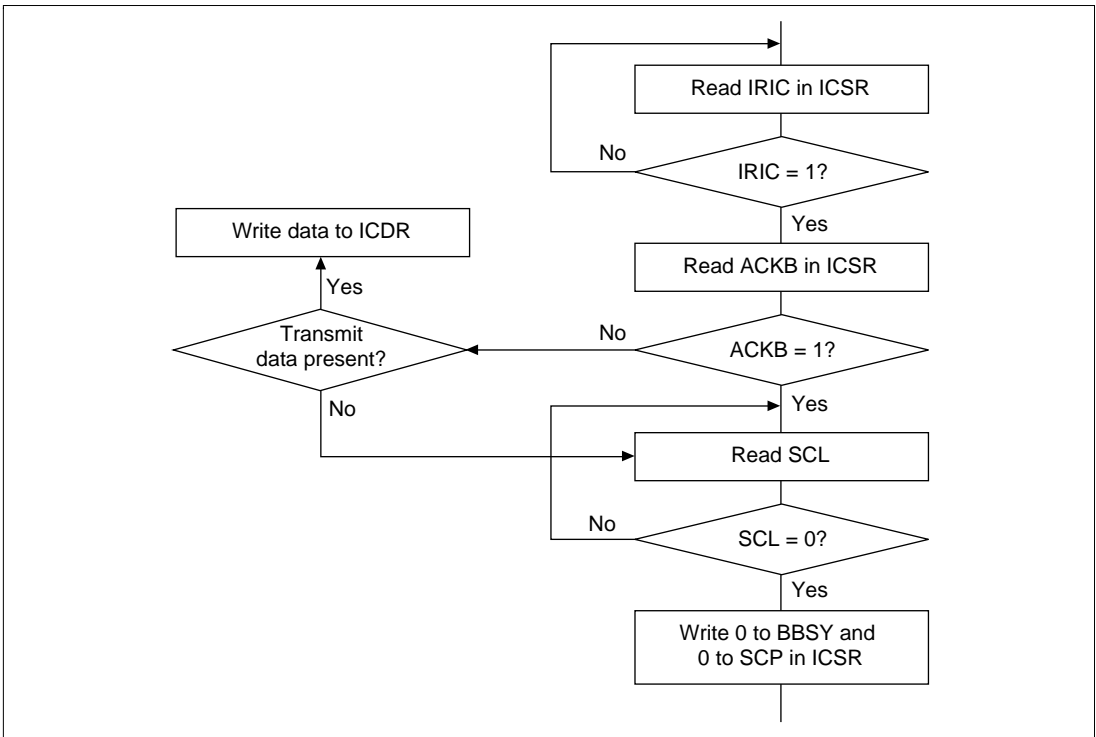 Read IRIC in ICSR
No
IRIC = 1?
Yes
Write data to ICDR
Read ACKB in ICSR
Yes
Transmit
data present?
No
ACKB = 1?
Yes
No
Read SCL
No
SCL = 0?
Yes
Write 0 to BBSY and
0 to SCP in ICSR